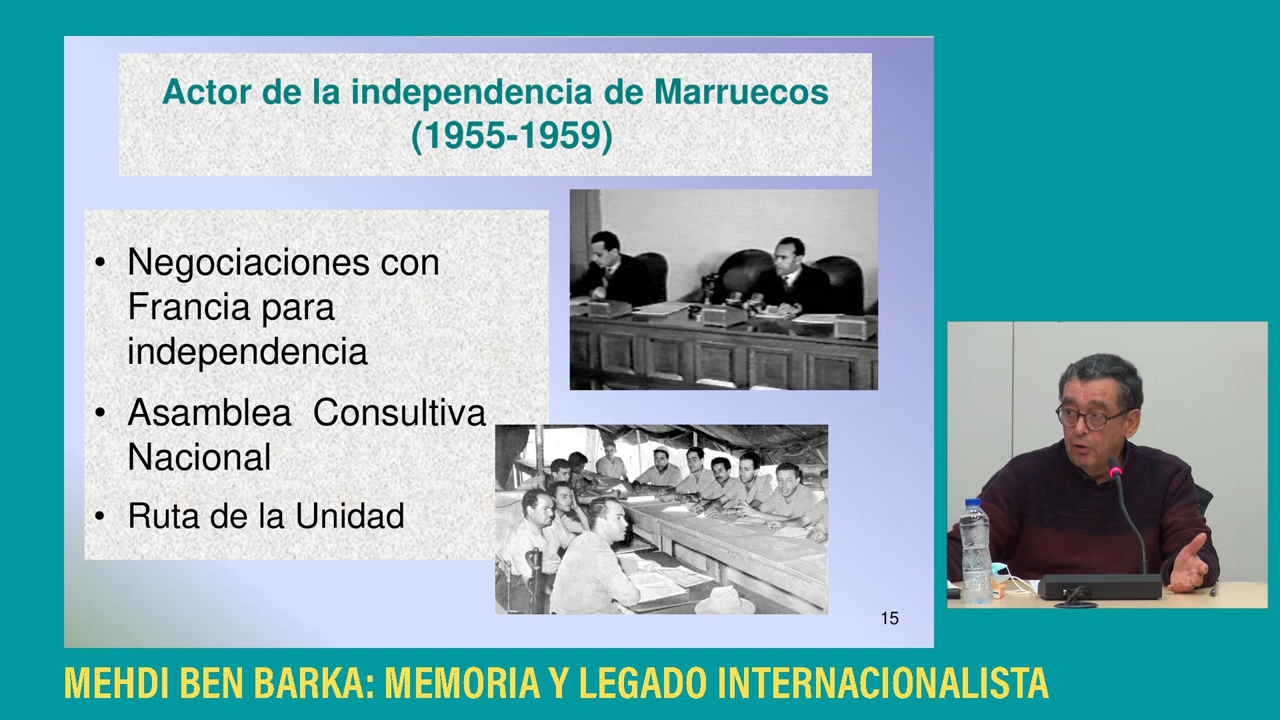 Actor de la independencia de Marruecos
(1955-1959)
• Negociaciones con
Francia para
independencia
• Asamblea Consultiva
Nacional
• Ruta de la Unidad
15
MEHDI BEN BARKA: MEMORIA Y LEGADO INTERNACIONALISTA